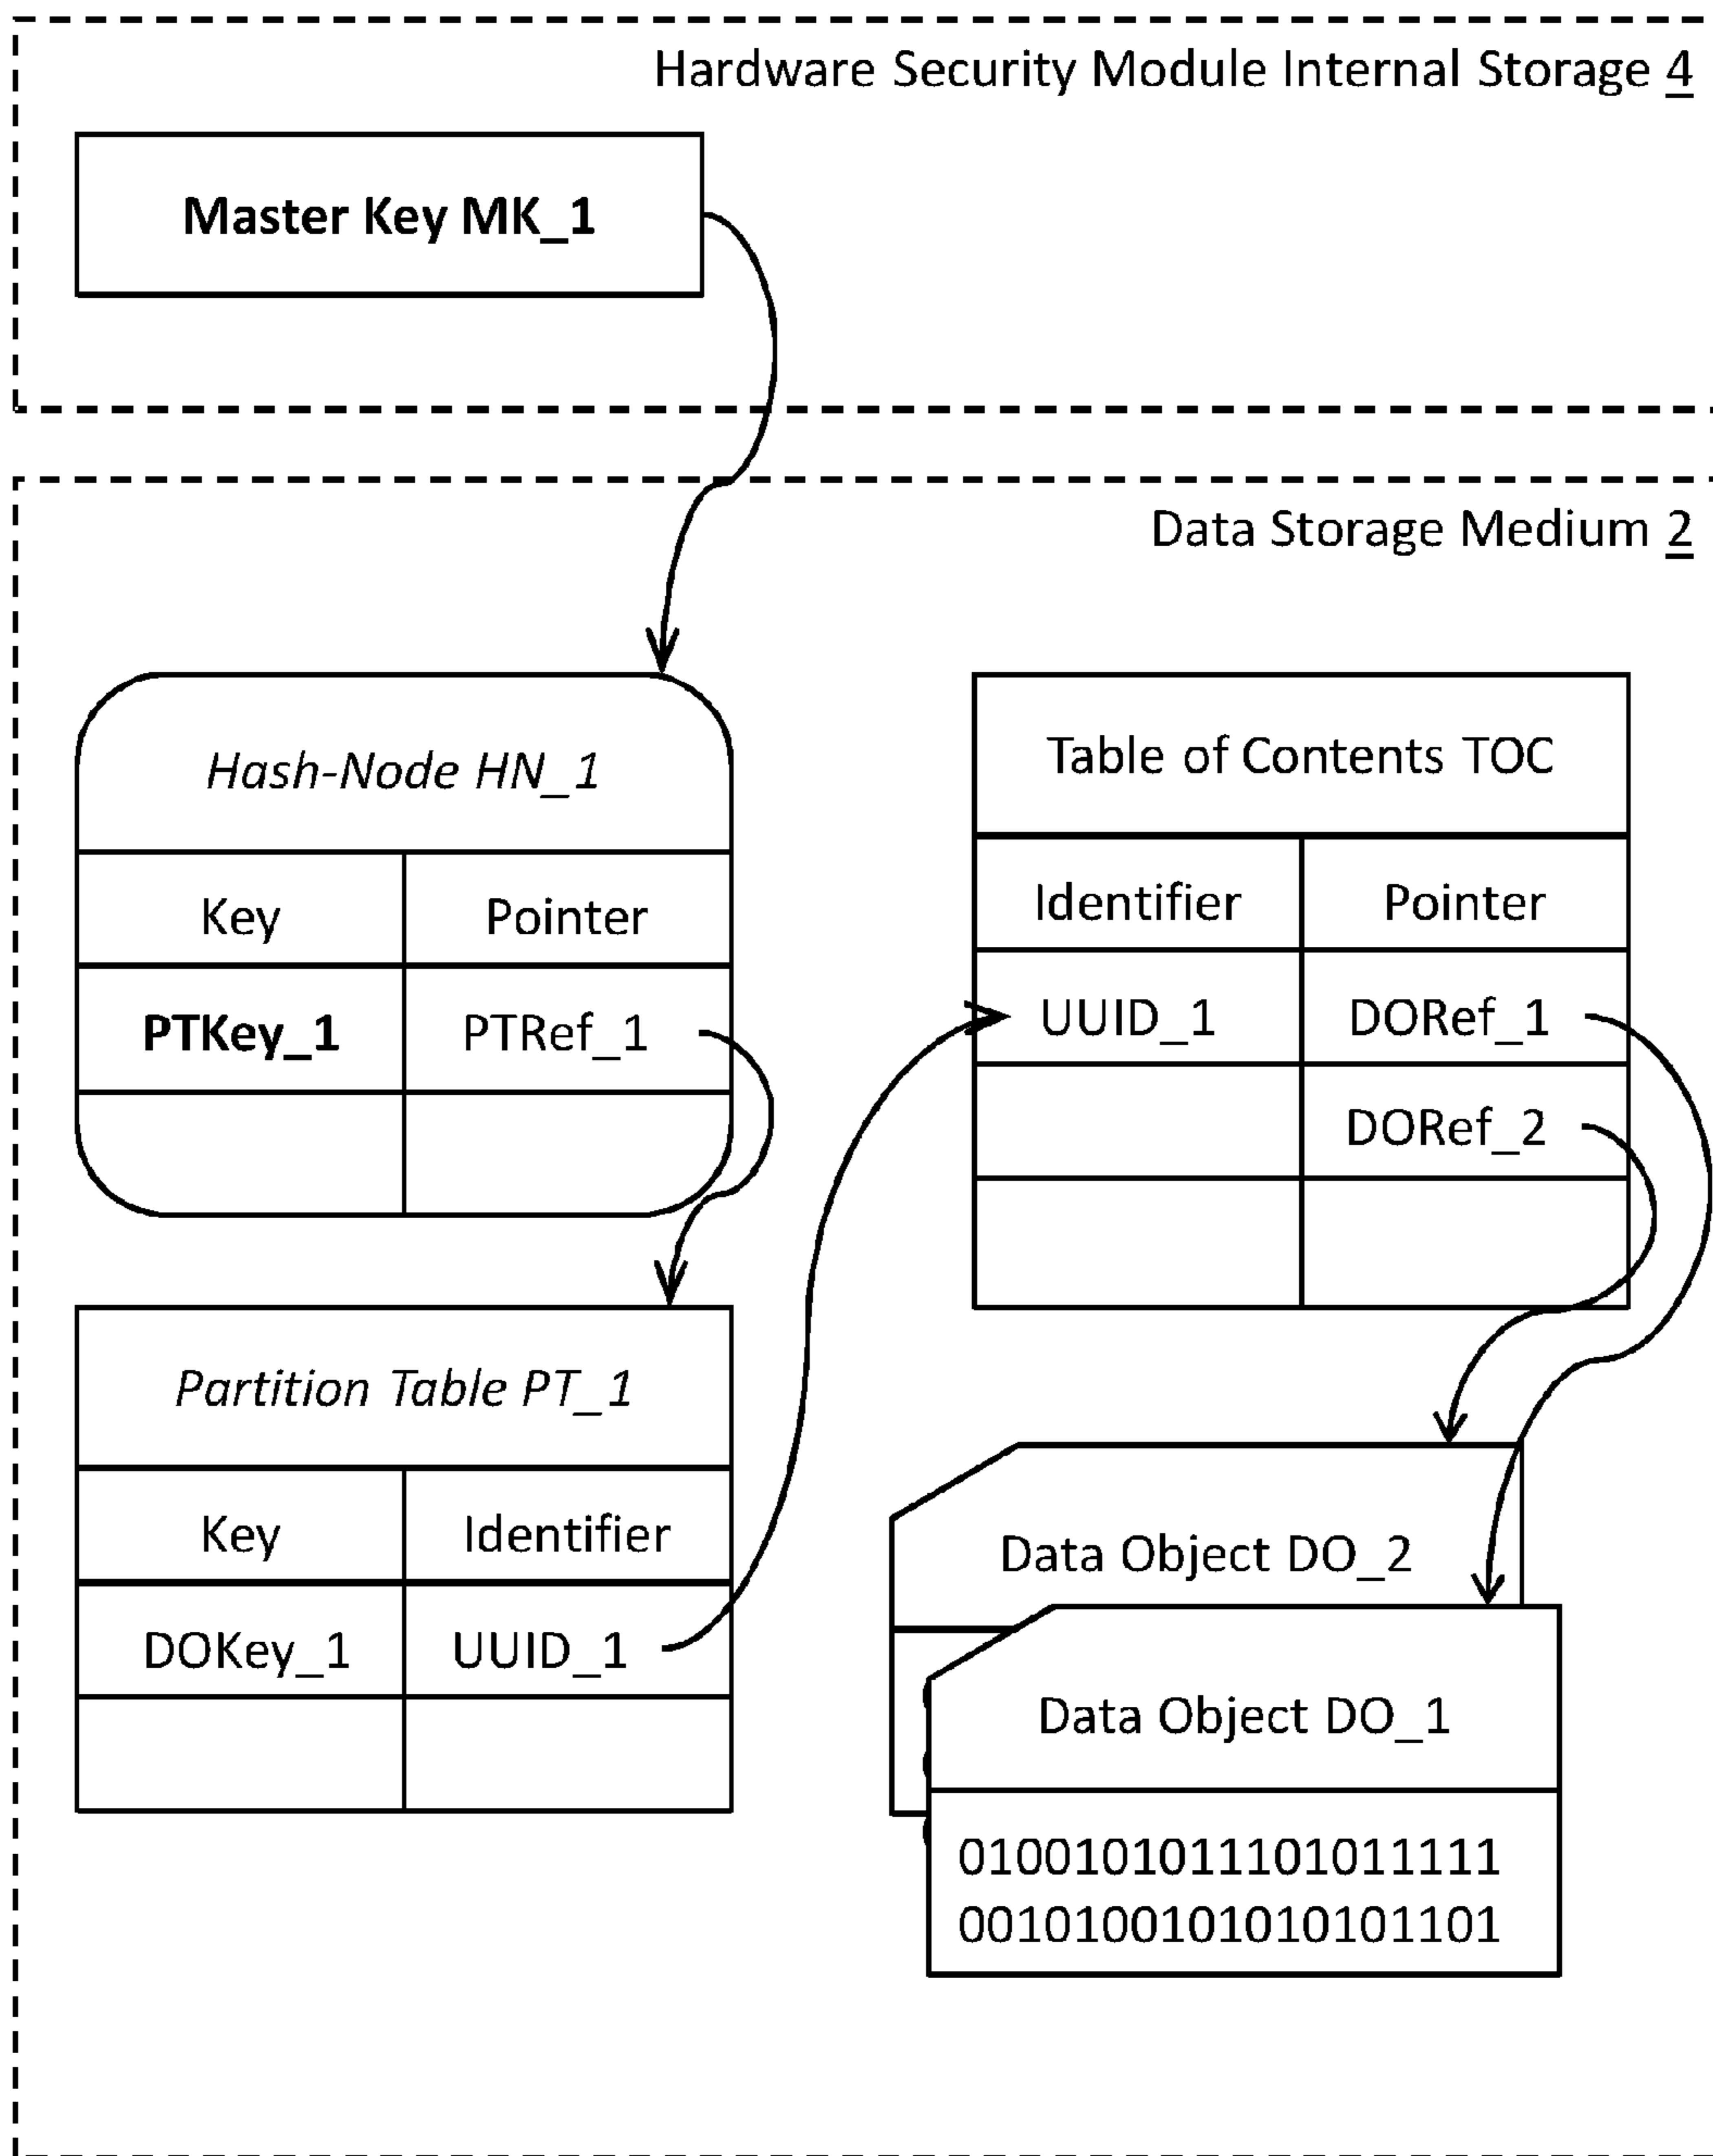 Hardware Security Module Internal Storage 4
Master Key MK_1
Data Storage Medium 2
Hash-Node HN_1
Key Pointer
PTKey_1 PTRef_1
Table of Contents TOC
Identifier Pointer
UUID_1 DORef_1
DORef_2
Partition Table PT_1
Key Identifier
DOKey_1 UUID_1
Data Object DO_2
Data Object DO_1
0100101011101011111
0010100101010101101